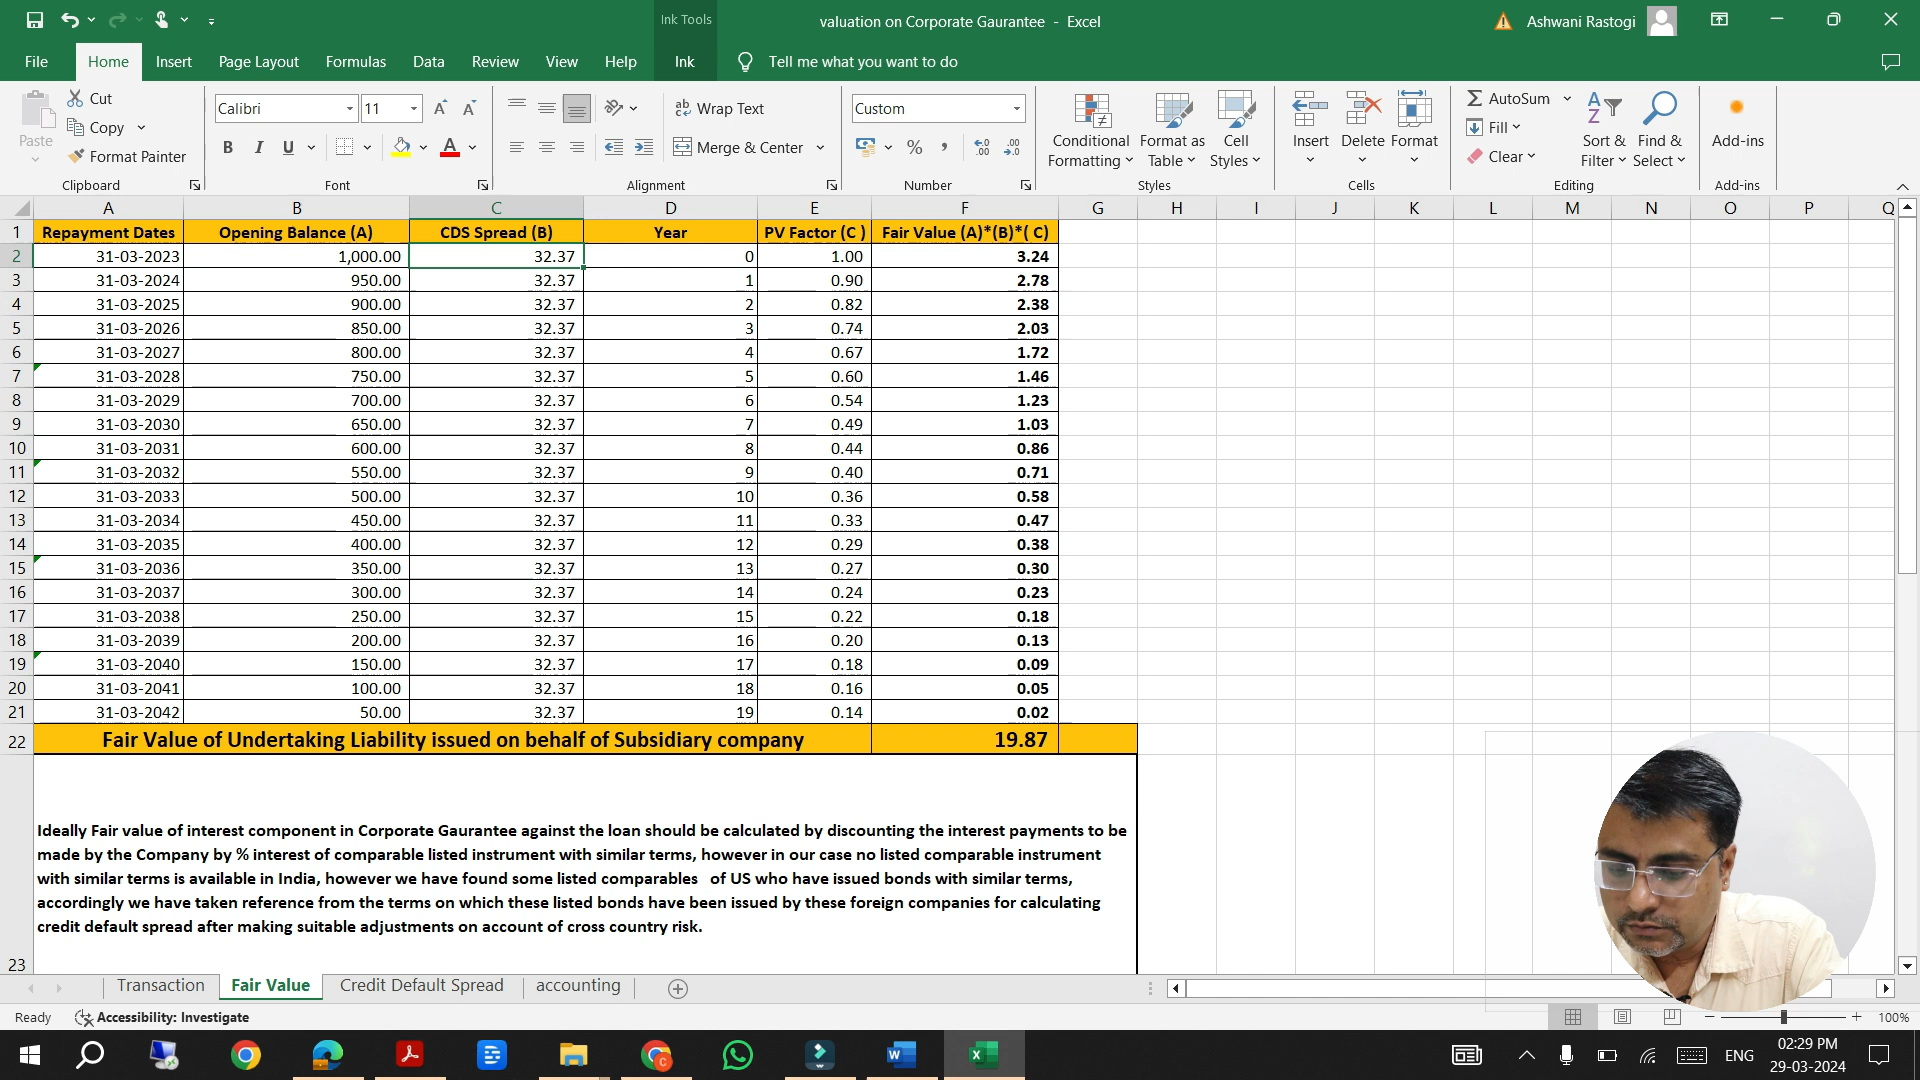 Ink Tools
valuation on Corporate Gaurantee - Excel
Ashwani Rastogi
File Home Insert Page Layout Formulas Data Review View Help Ink Tell me what you want to do
Paste
Cut
Copy
Format Painter
Clipboard
Calibri 11
B I U
Font
Wrap Text
Merge & Center
Alignment
Custom
Number
Conditional Formatting
Format as Table
Cell Styles
Styles
Insert Delete Format
Cells
AutoSum
Fill
Clear
Sort & Filter
Find & Select
Editing
Add-ins
Add-ins
A B C D E F G H I J K L M N O P Q
1 Repayment Dates Opening Balance (A) CDS Spread (B) Year PV Factor (C ) Fair Value (A)*(B)*( C)
2 31-03-2023 1,000.00 32.37 0 1.00 3.24
3 31-03-2024 950.00 32.37 1 0.90 2.78
4 31-03-2025 900.00 32.37 2 0.82 2.38
5 31-03-2026 850.00 32.37 3 0.74 2.03
6 31-03-2027 800.00 32.37 4 0.67 1.72
7 31-03-2028 750.00 32.37 5 0.60 1.46
8 31-03-2029 700.00 32.37 6 0.54 1.23
9 31-03-2030 650.00 32.37 7 0.49 1.03
10 31-03-2031 600.00 32.37 8 0.44 0.86
11 31-03-2032 550.00 32.37 9 0.40 0.71
12 31-03-2033 500.00 32.37 10 0.36 0.58
13 31-03-2034 450.00 32.37 11 0.33 0.47
14 31-03-2035 400.00 32.37 12 0.29 0.38
15 31-03-2036 350.00 32.37 13 0.27 0.30
16 31-03-2037 300.00 32.37 14 0.24 0.23
17 31-03-2038 250.00 32.37 15 0.22 0.18
18 31-03-2039 200.00 32.37 16 0.20 0.13
19 31-03-2040 150.00 32.37 17 0.18 0.09
20 31-03-2041 100.00 32.37 18 0.16 0.05
21 31-03-2042 50.00 32.37 19 0.14 0.02
22 Fair Value of Undertaking Liability issued on behalf of Subsidiary company 19.87
Ideally Fair value of interest component in Corporate Gaurantee against the loan should be calculated by discounting the interest payments to be
made by the Company by % interest of comparable listed instrument with similar terms, however in our case no listed comparable instrument
with similar terms is available in India, however we have found some listed comparables of US who have issued bonds with similar terms,
accordingly we have taken reference from the terms on which these listed bonds have been issued by these foreign companies for calculating
credit default spread after making suitable adjustments on account of cross country risk.
23
Transaction Fair Value Credit Default Spread accounting
Ready Accessibility: Investigate 100%
ENG
02:29 PM
29-03-2024